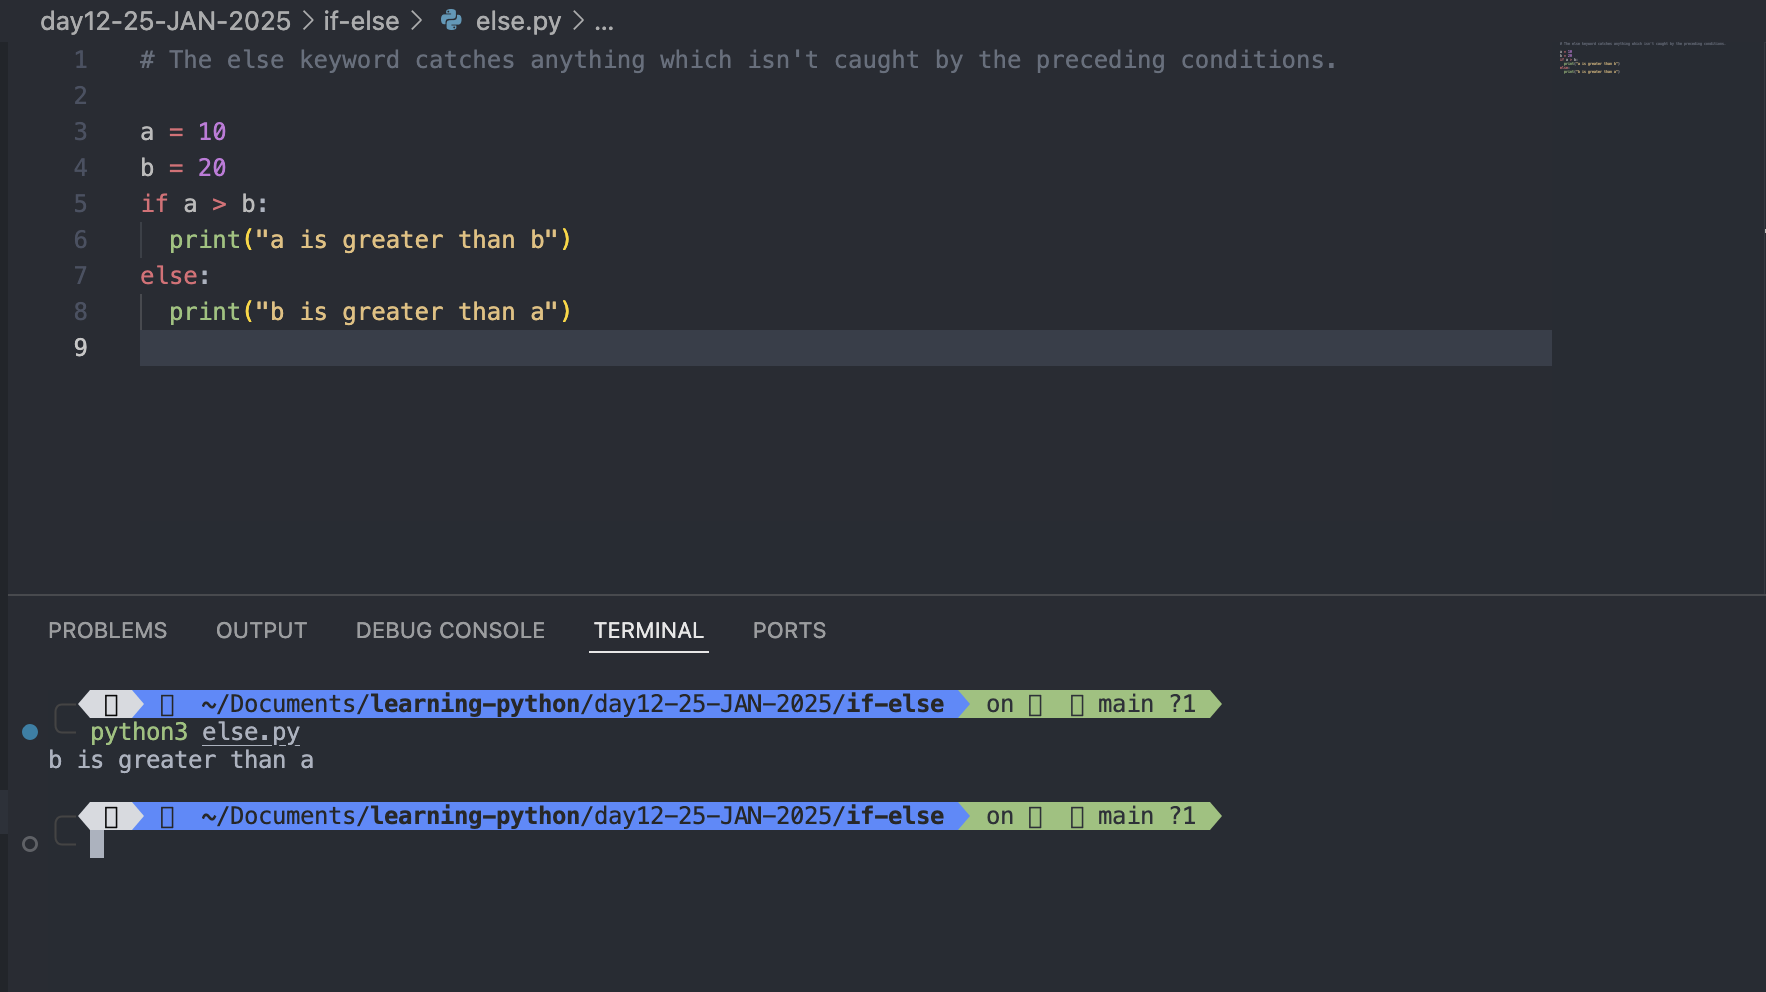 day12-25-JAN-2025 > if-else > else.py > ...
1 # The else keyword catches anything which isn't caught by the preceding conditions.
2
3 a = 10
4 b = 20
5 if a > b:
6   print("a is greater than b")
7 else:
8   print("b is greater than a")
9
PROBLEMS OUTPUT DEBUG CONSOLE TERMINAL PORTS
~/Documents/learning-python/day12-25-JAN-2025/if-else on main ?1
python3 else.py
b is greater than a
~/Documents/learning-python/day12-25-JAN-2025/if-else on main ?1